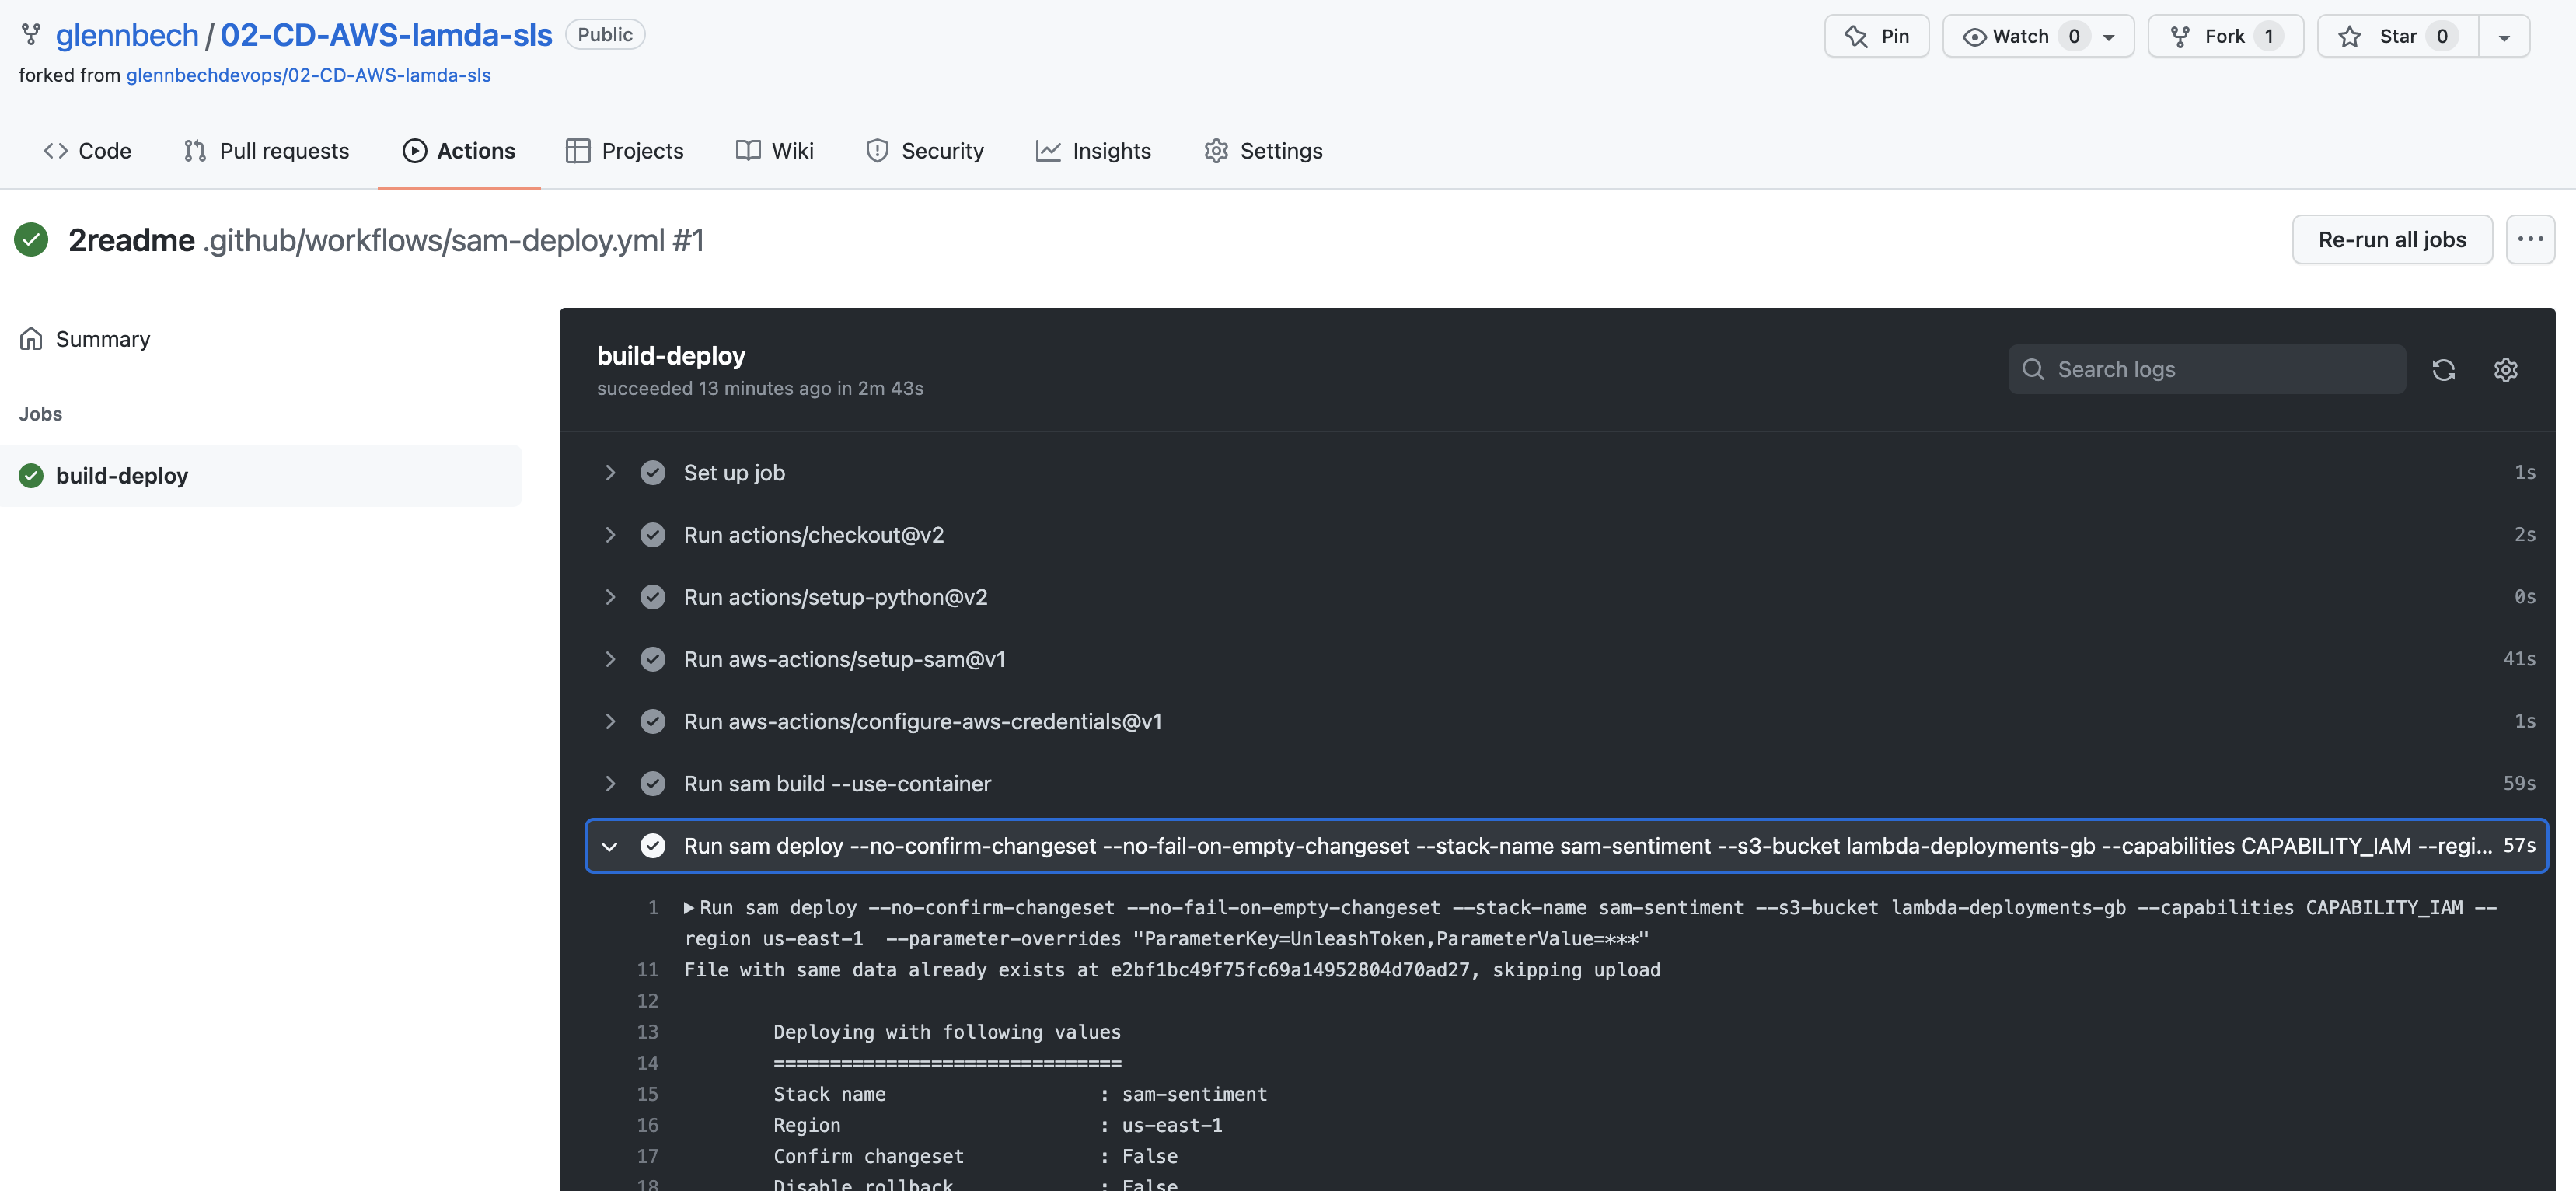 glennbech / 02-CD-AWS-lamda-sls Public Pin Watch 0 Fork 1 Star 0
forked from glennbechdevops/02-CD-AWS-lamda-sls
Code Pull requests Actions Projects Wiki Security Insights Settings
2readme .github/workflows/sam-deploy.yml #1 Re-run all jobs ...
Summary
Jobs
build-deploy
build-deploy
succeeded 13 minutes ago in 2m 43s
Search logs
Set up job 1s
Run actions/checkout@v2 2s
Run actions/setup-python@v2 0s
Run aws-actions/setup-sam@v1 41s
Run aws-actions/configure-aws-credentials@v1 1s
Run sam build --use-container 59s
Run sam deploy --no-confirm-changeset --no-fail-on-empty-changeset --stack-name sam-sentiment --s3-bucket lambda-deployments-gb --capabilities CAPABILITY_IAM --regi... 57s
1 Run sam deploy --no-confirm-changeset --no-fail-on-empty-changeset --stack-name sam-sentiment --s3-bucket lambda-deployments-gb --capabilities CAPABILITY_IAM --
region us-east-1  --parameter-overrides "ParameterKey=UnleashToken,ParameterValue=***"
11 File with same data already exists at e2bf1bc49f75fc69a14952804d70ad27, skipping upload
12
13 Deploying with following values
14 ===============================
15 Stack name : sam-sentiment
16 Region : us-east-1
17 Confirm changeset : False
18 Disable rollback : False